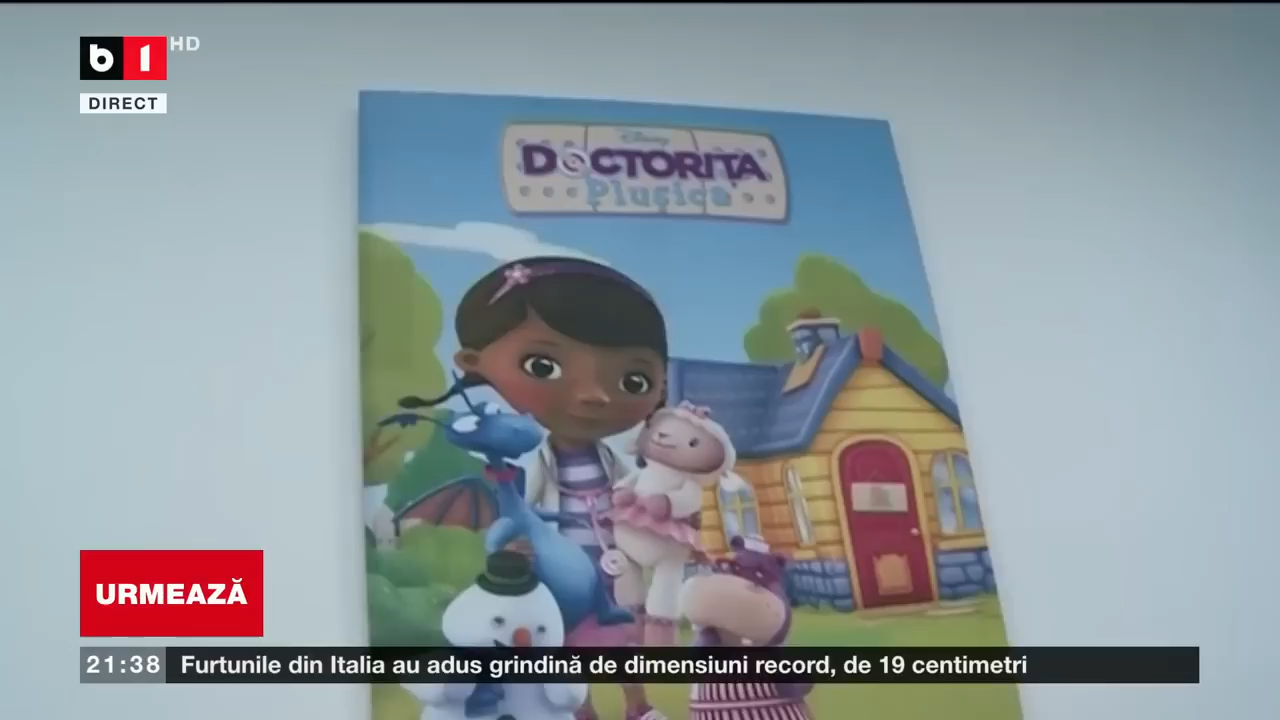 b1 HD
DIRECT
Disney
DOCTORIȚA
Plușica
URMEAZĂ
21:38 Furtunile din Italia au adus grindină de dimensiuni record, de 19 centimetri